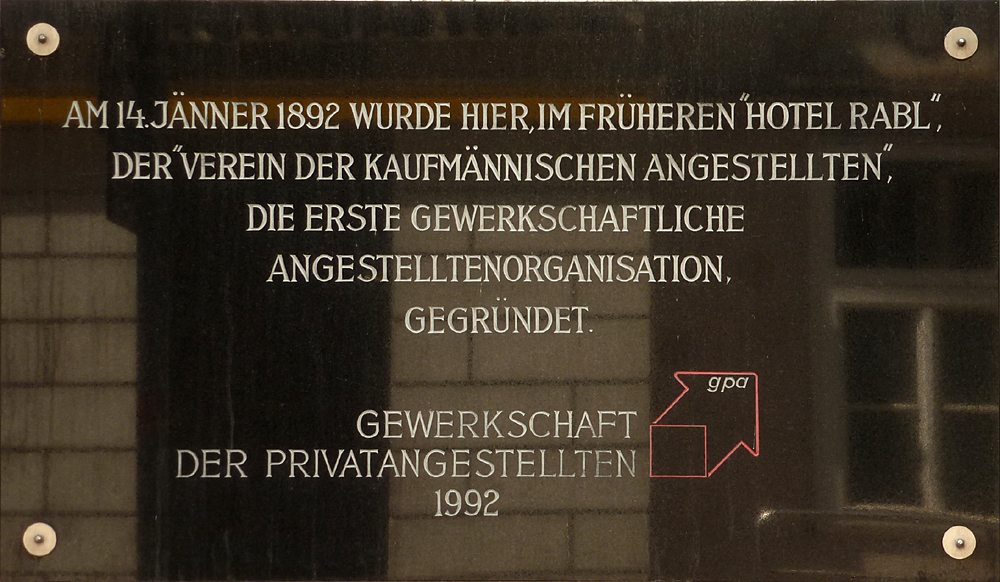 AM 14. JÄNNER 1892 WURDE HIER, IM FRÜHEREN "HOTEL RABL",
DER "VEREIN DER KAUFMÄNNISCHEN ANGESTELLTEN",
DIE ERSTE GEWERKSCHAFTLICHE
ANGESTELLTENORGANISATION,
GEGRÜNDET.
gpa
GEWERKSCHAFT
DER PRIVATANGESTELLTEN
1992